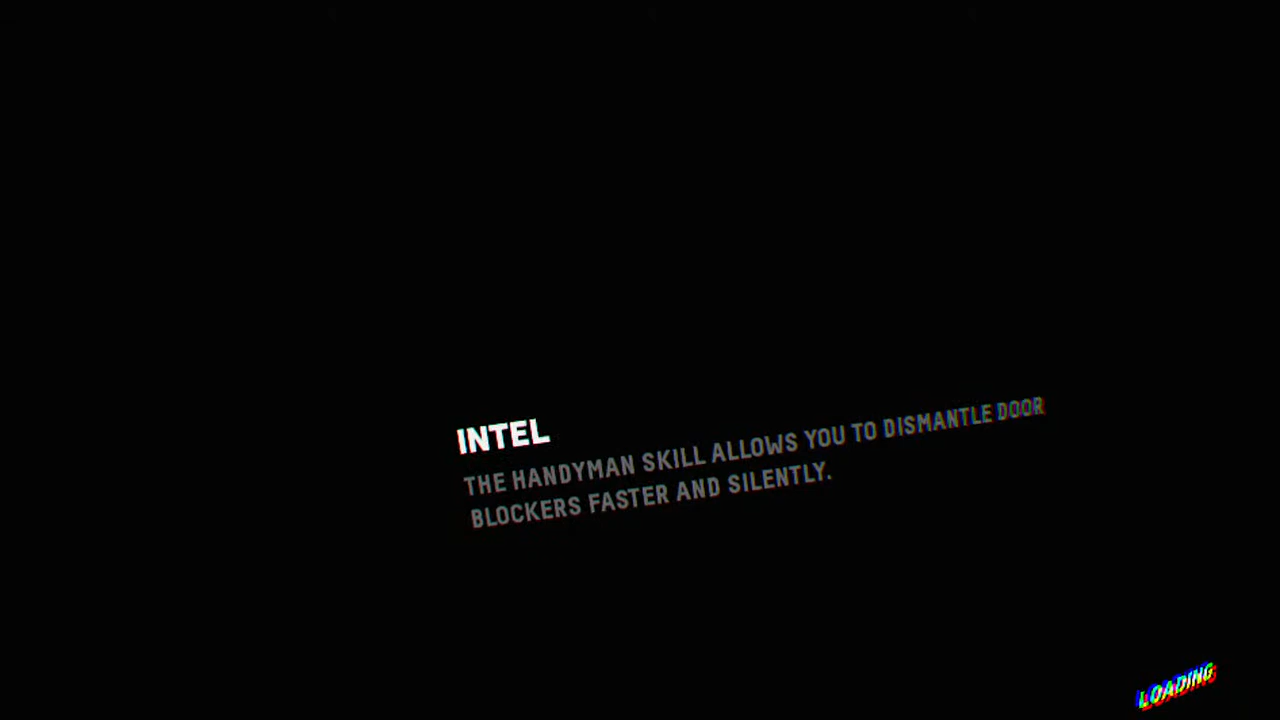 INTEL
THE HANDYMAN SKILL ALLOWS YOU TO DISMANTLE DOOR
BLOCKERS FASTER AND SILENTLY.
LOADING